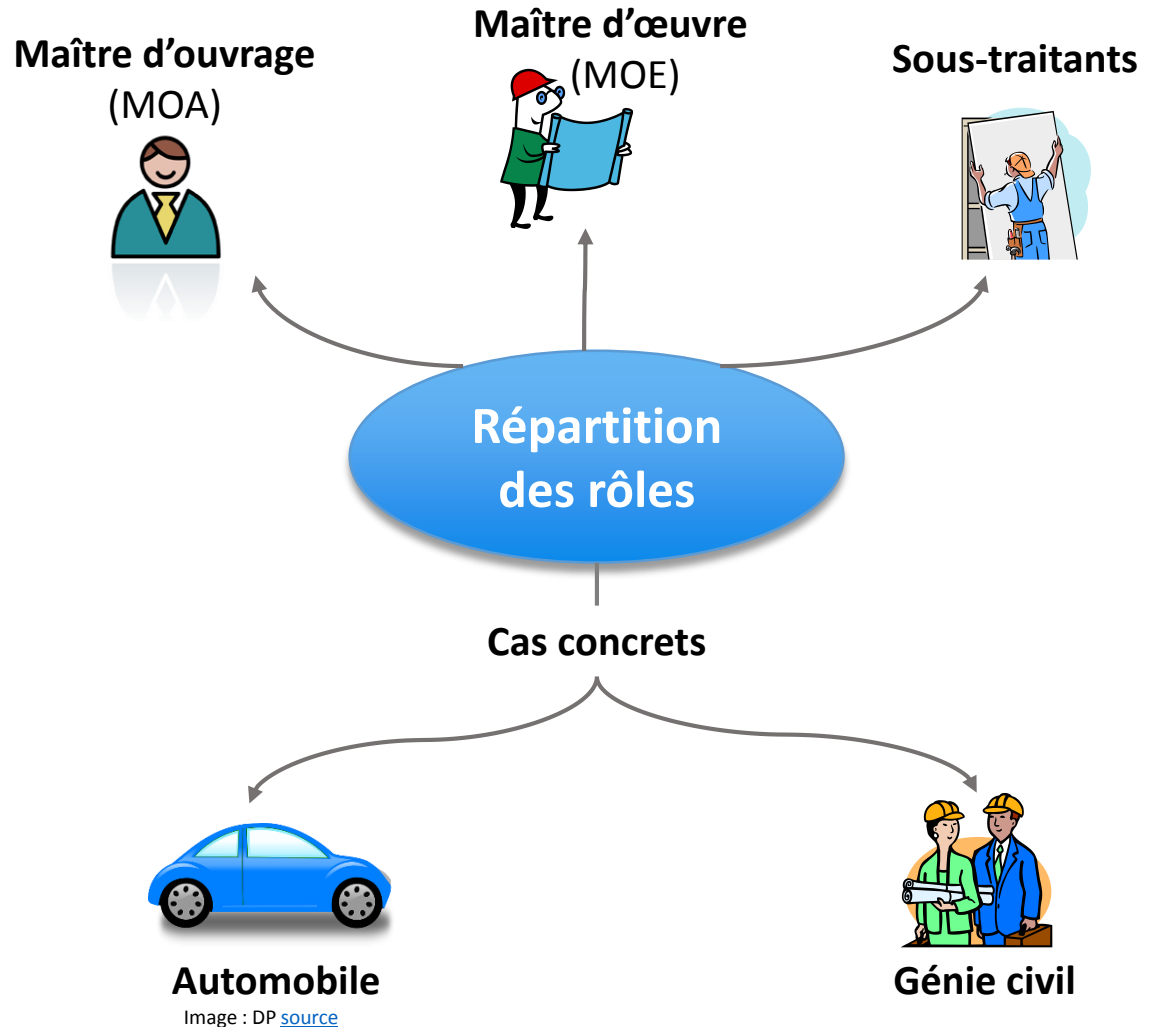 Maître d’ouvrage
(MOA)
Maître d’œuvre
(MOE)
Sous-traitants
Répartition
des rôles
Cas concrets
Automobile
Image : DP source
Génie civil